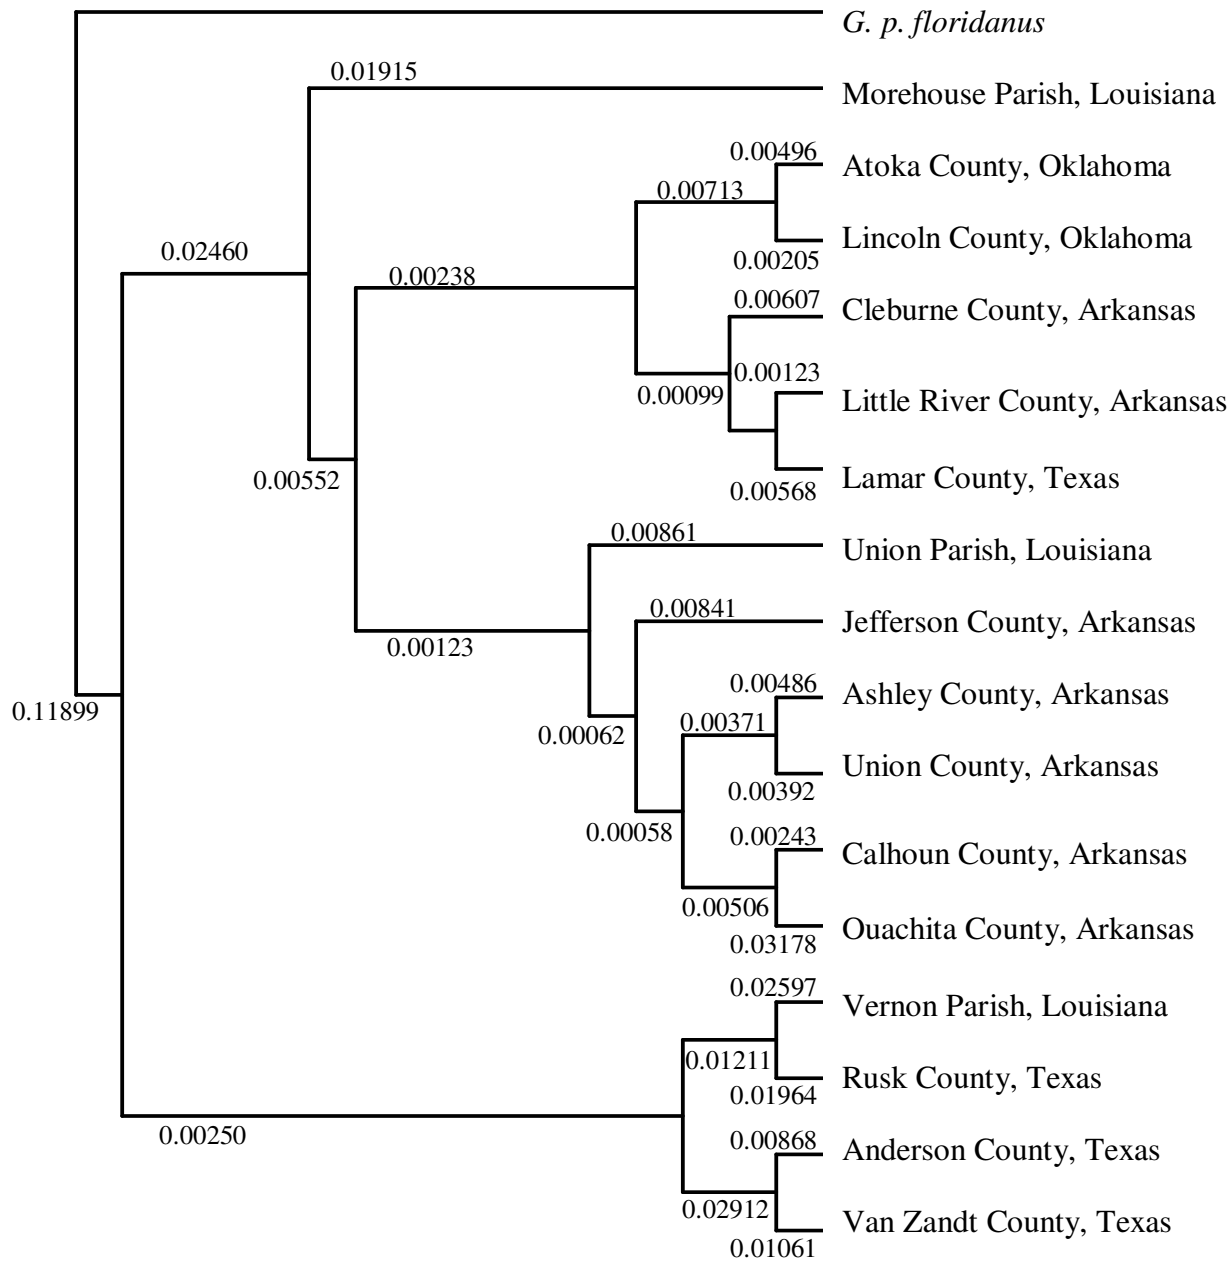 G. p. floridanus
0.01915
Morehouse Parish, Louisiana
0.00496
Atoka County, Oklahoma
0.00713
0.02460
Lincoln County, Oklahoma
0.00205
0.00238
0.00607
Cleburne County, Arkansas
0.00123
0.00099
Little River County, Arkansas
0.00552
0.00568
Lamar County, Texas
0.00861
Union Parish, Louisiana
0.00841
Jefferson County, Arkansas
0.00123
0.00486
Ashley County, Arkansas
0.11899
0.00371
0.00062
Union County, Arkansas
0.00392
0.00058
0.00243
Calhoun County, Arkansas
0.00506
Ouachita County, Arkansas
0.03178
0.02597
Vernon Parish, Louisiana
0.01211
Rusk County, Texas
0.01964
0.00250
0.00868
Anderson County, Texas
0.02912
Van Zandt County, Texas
0.01061